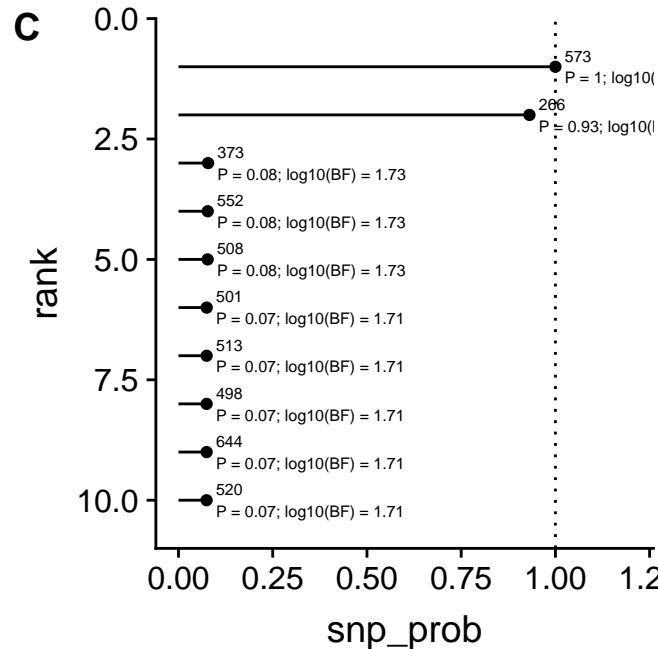 C
0.0
573
P = 1; log10(
266
P = 0.93; log10(
2.5
373
P = 0.08; log10(BF) = 1.73
552
P = 0.08; log10(BF) = 1.73
508
P = 0.08; log10(BF) = 1.73
5.0
501
P = 0.07; log10(BF) = 1.71
513
P = 0.07; log10(BF) = 1.71
7.5
498
P = 0.07; log10(BF) = 1.71
644
P = 0.07; log10(BF) = 1.71
520
P = 0.07; log10(BF) = 1.71
10.0
rank
0.00 0.25 0.50 0.75 1.00 1.2
snp_prob